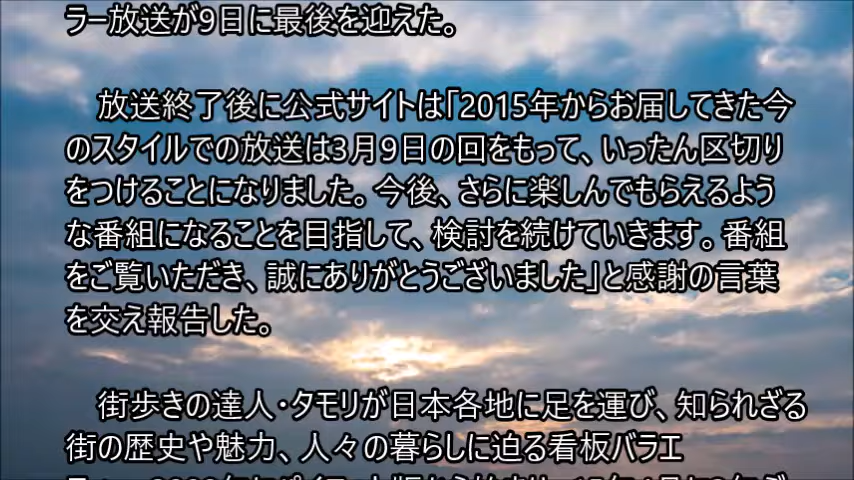 ラー放送が9日に最後を迎えた。
放送終了後に公式サイトは「2015年からお届してきた今
のスタイルでの放送は3月9日の回をもって、いったん区切り
をつけることになりました。今後、さらに楽しんでもらえるよう
な番組になることを目指して、検討を続けていきます。番組
をご覧いただき、誠にありがとうございました」と感謝の言葉
を交え報告した。
街歩きの達人・タモリが日本各地に足を運び、知られざる
街の歴史や魅力、人々の暮らしに迫る看板バラエ